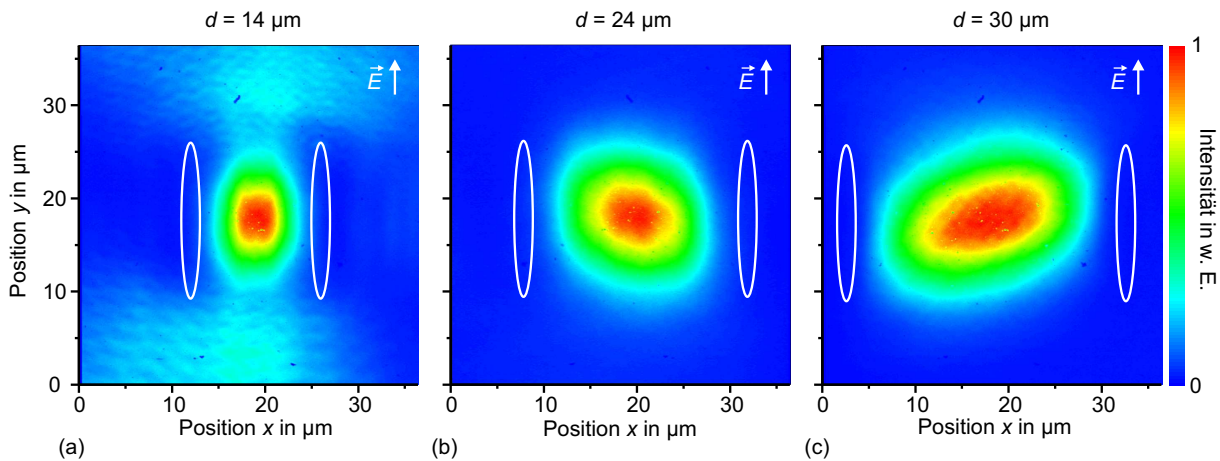 d = 14 µm
d = 24 µm
d = 30 µm
Position y in µm
30
20
10
0
0
10
20
30
Position x in µm
E
(a)
0
10
20
30
Position x in µm
E
(b)
0
10
20
30
Position x in µm
E
(c)
1
Intensität in w. E.
0